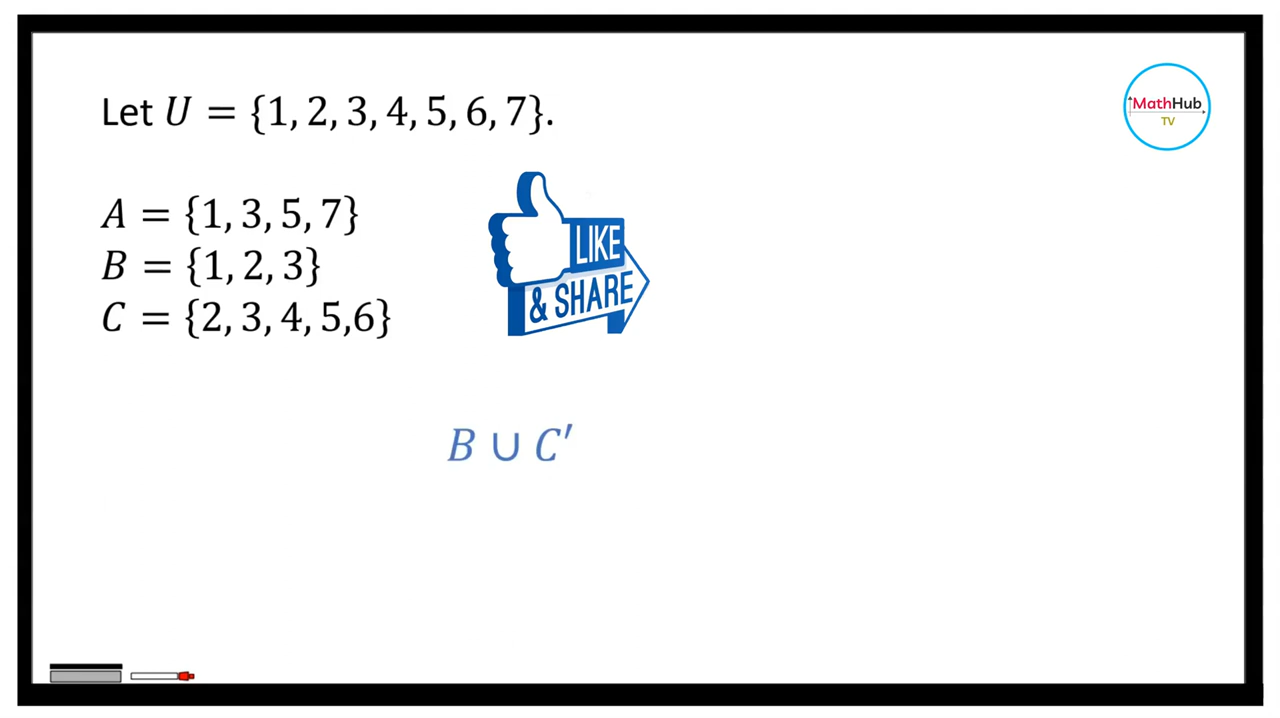 Let U = {1, 2, 3, 4, 5, 6, 7}.
MathHub
TV
A = {1, 3, 5, 7}
B = {1, 2, 3}
C = {2, 3, 4, 5,6}
LIKE
& SHARE
B ∪ C′